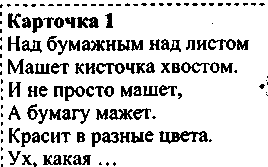 Карточка 1
Над бумажным над листом
Машет кисточка хвостом.
И не просто машет,
А бумагу мажет.
Красит в разные цвета.
Ух, какая …